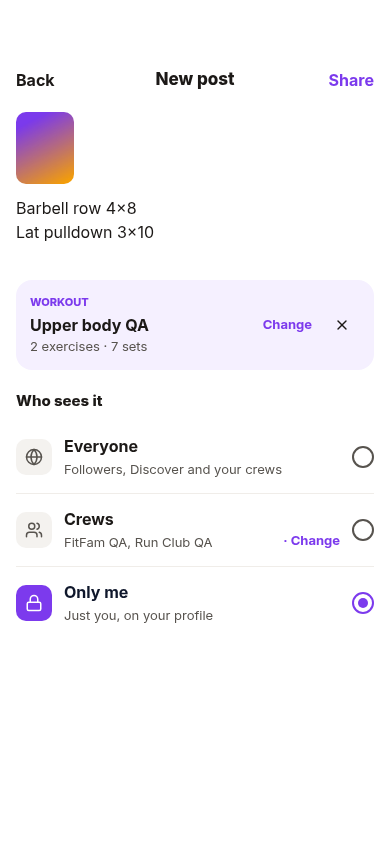 Back New post Share
Barbell row 4×8
Lat pulldown 3×10
WORKOUT
Upper body QA Change ×
2 exercises · 7 sets
Who sees it
Everyone
Followers, Discover and your crews
Crews
FitFam QA, Run Club QA · Change
Only me
Just you, on your profile